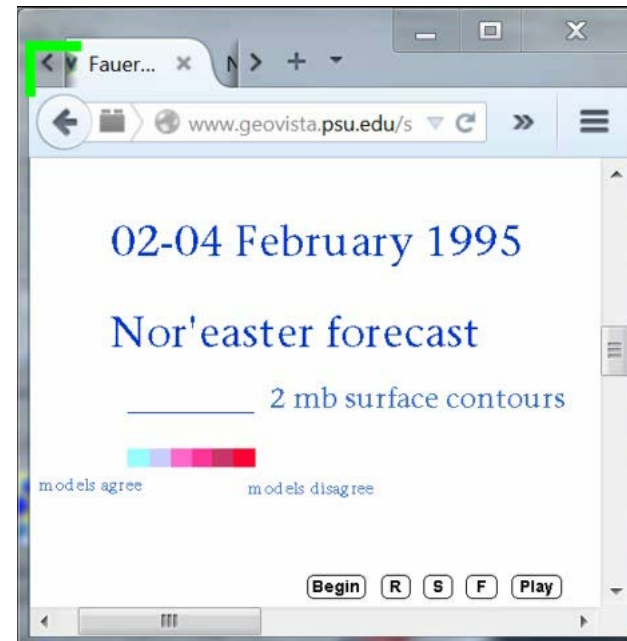 Fauer...
www.geovista.psu.edu/s
02-04 February 1995
Nor'easter forecast
2 mb surface contours
models agree
models disagree
Begin R S F Play